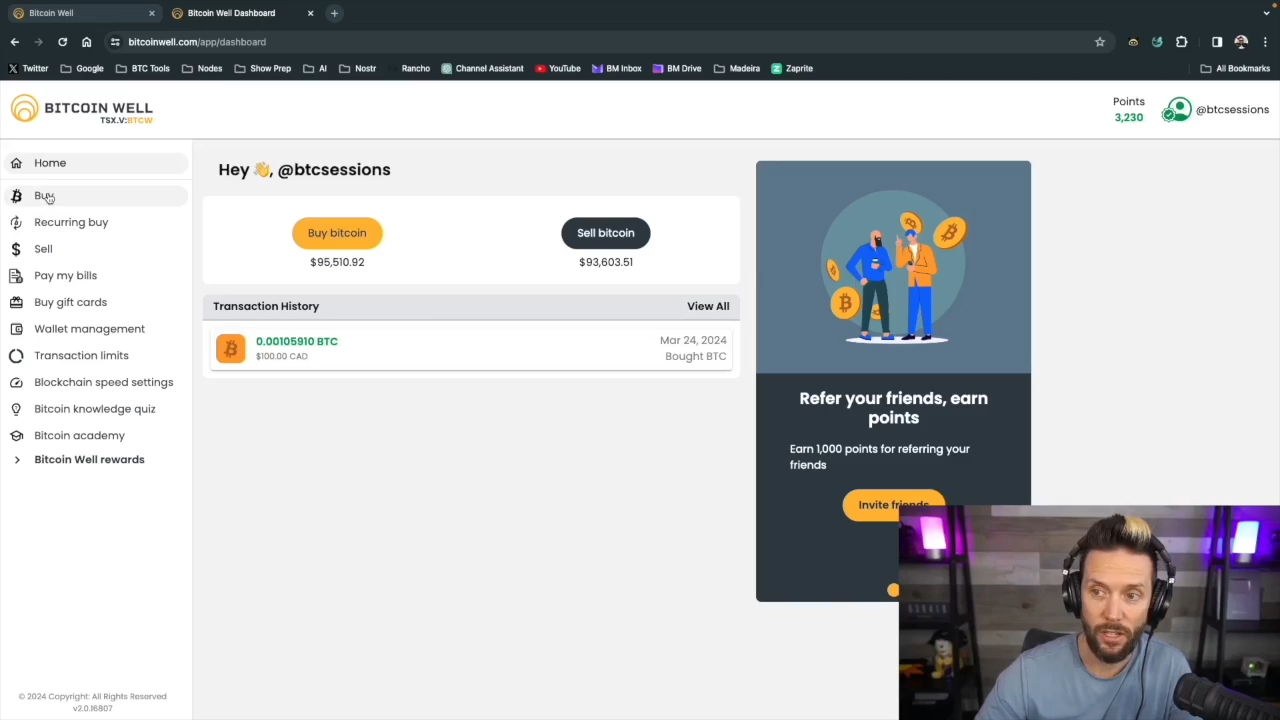 Bitcoin Well
Bitcoin Well Dashboard
bitcoinwell.com/app/dashboard
Twitter
Google
BTC Tools
Nodes
Show Prep
AI
Nostr
Rancho
Channel Assistant
YouTube
BM Inbox
BM Drive
Madeira
Zaprite
All Bookmarks
BITCOIN WELL
TSX.V:BTCW
Points
3,230
@btcsessions
Home
Buy
Recurring buy
Sell
Pay my bills
Buy gift cards
Wallet management
Transaction limits
Blockchain speed settings
Bitcoin knowledge quiz
Bitcoin academy
Bitcoin Well rewards
© 2024 Copyright: All Rights Reserved
v2.0.16807
Hey 👋, @btcsessions
Buy bitcoin
$95,510.92
Sell bitcoin
$93,603.51
Transaction History
View All
0.00105910 BTC
$100.00 CAD
Mar 24, 2024
Bought BTC
Refer your friends, earn
points
Earn 1,000 points for referring your
friends
Invite friends